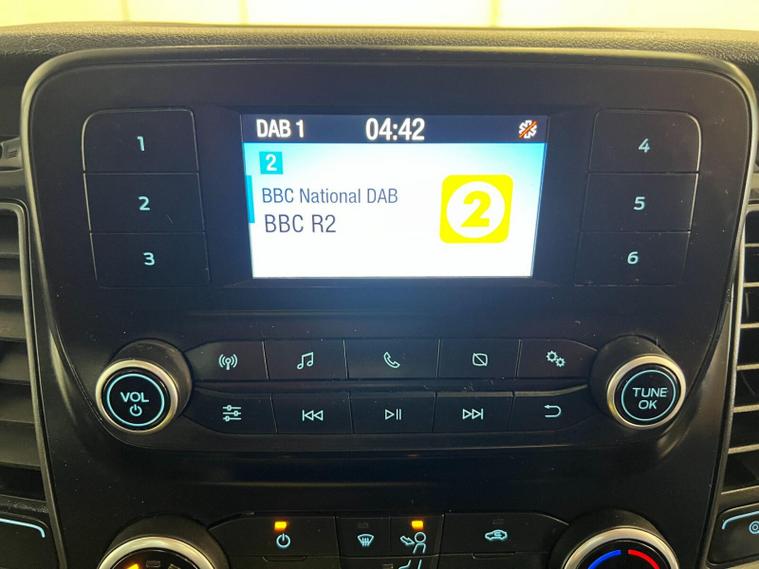 DAB 1 04:42
2
BBC National DAB
BBC R2
2
1
2
3
4
5
6
VOL
TUNE
OK